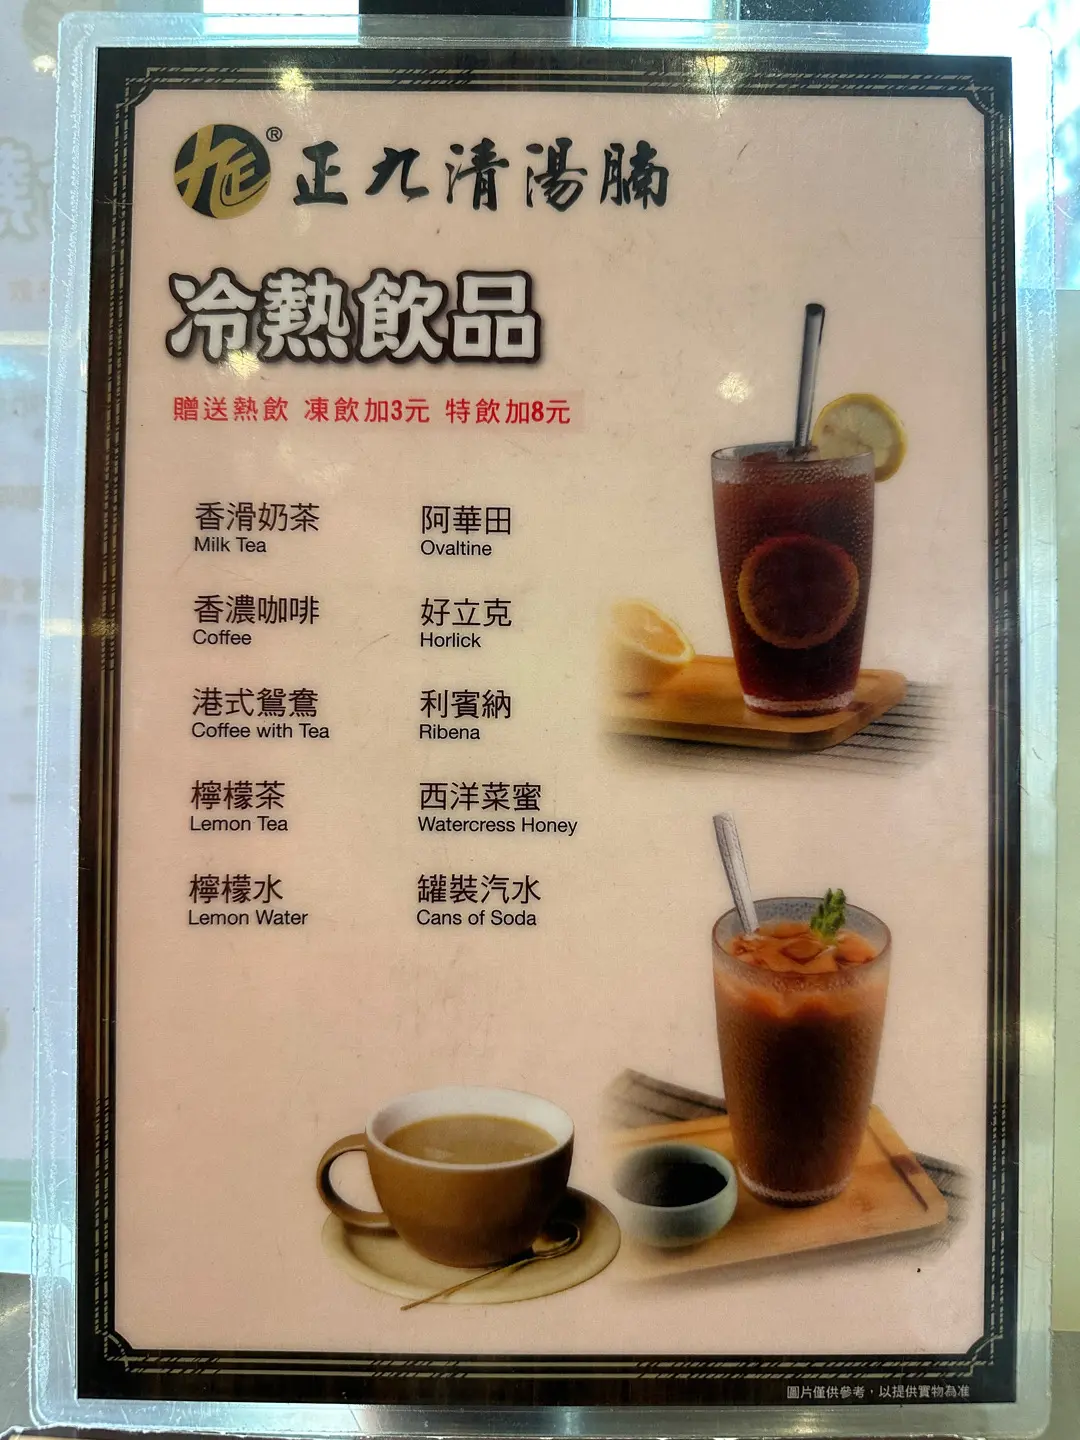 ®
正九清湯腩
冷熱飲品
贈送熱飲 凍飲加3元 特飲加8元
香滑奶茶
Milk Tea
香濃咖啡
Coffee
港式鴛鴦
Coffee with Tea
檸檬茶
Lemon Tea
檸檬水
Lemon Water
阿華田
Ovaltine
好立克
Horlick
利賓納
Ribena
西洋菜蜜
Watercress Honey
罐裝汽水
Cans of Soda
圖片僅供參考，以提供實物為准